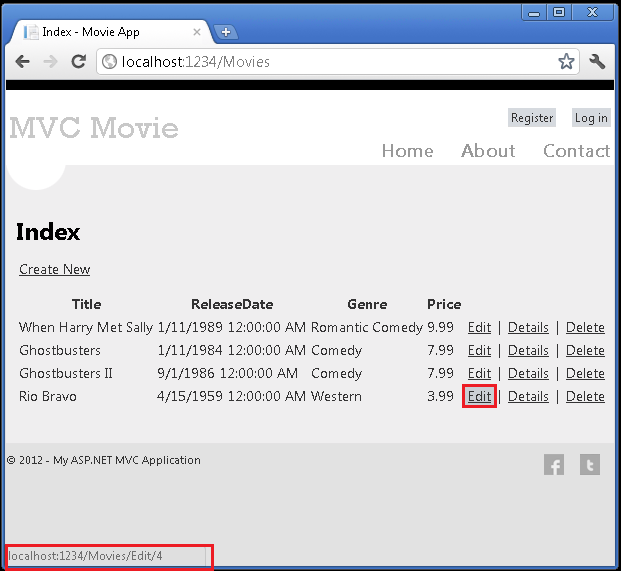 Index - Movie App
localhost:1234/Movies
MVC Movie
Register Log in
Home About Contact
Index
Create New
Title ReleaseDate Genre Price
When Harry Met Sally 1/11/1989 12:00:00 AM Romantic Comedy 9.99 Edit | Details | Delete
Ghostbusters 1/11/1984 12:00:00 AM Comedy 7.99 Edit | Details | Delete
Ghostbusters II 9/1/1986 12:00:00 AM Comedy 7.99 Edit | Details | Delete
Rio Bravo 4/15/1959 12:00:00 AM Western 3.99 Edit | Details | Delete
© 2012 - My ASP.NET MVC Application
localhost:1234/Movies/Edit/4